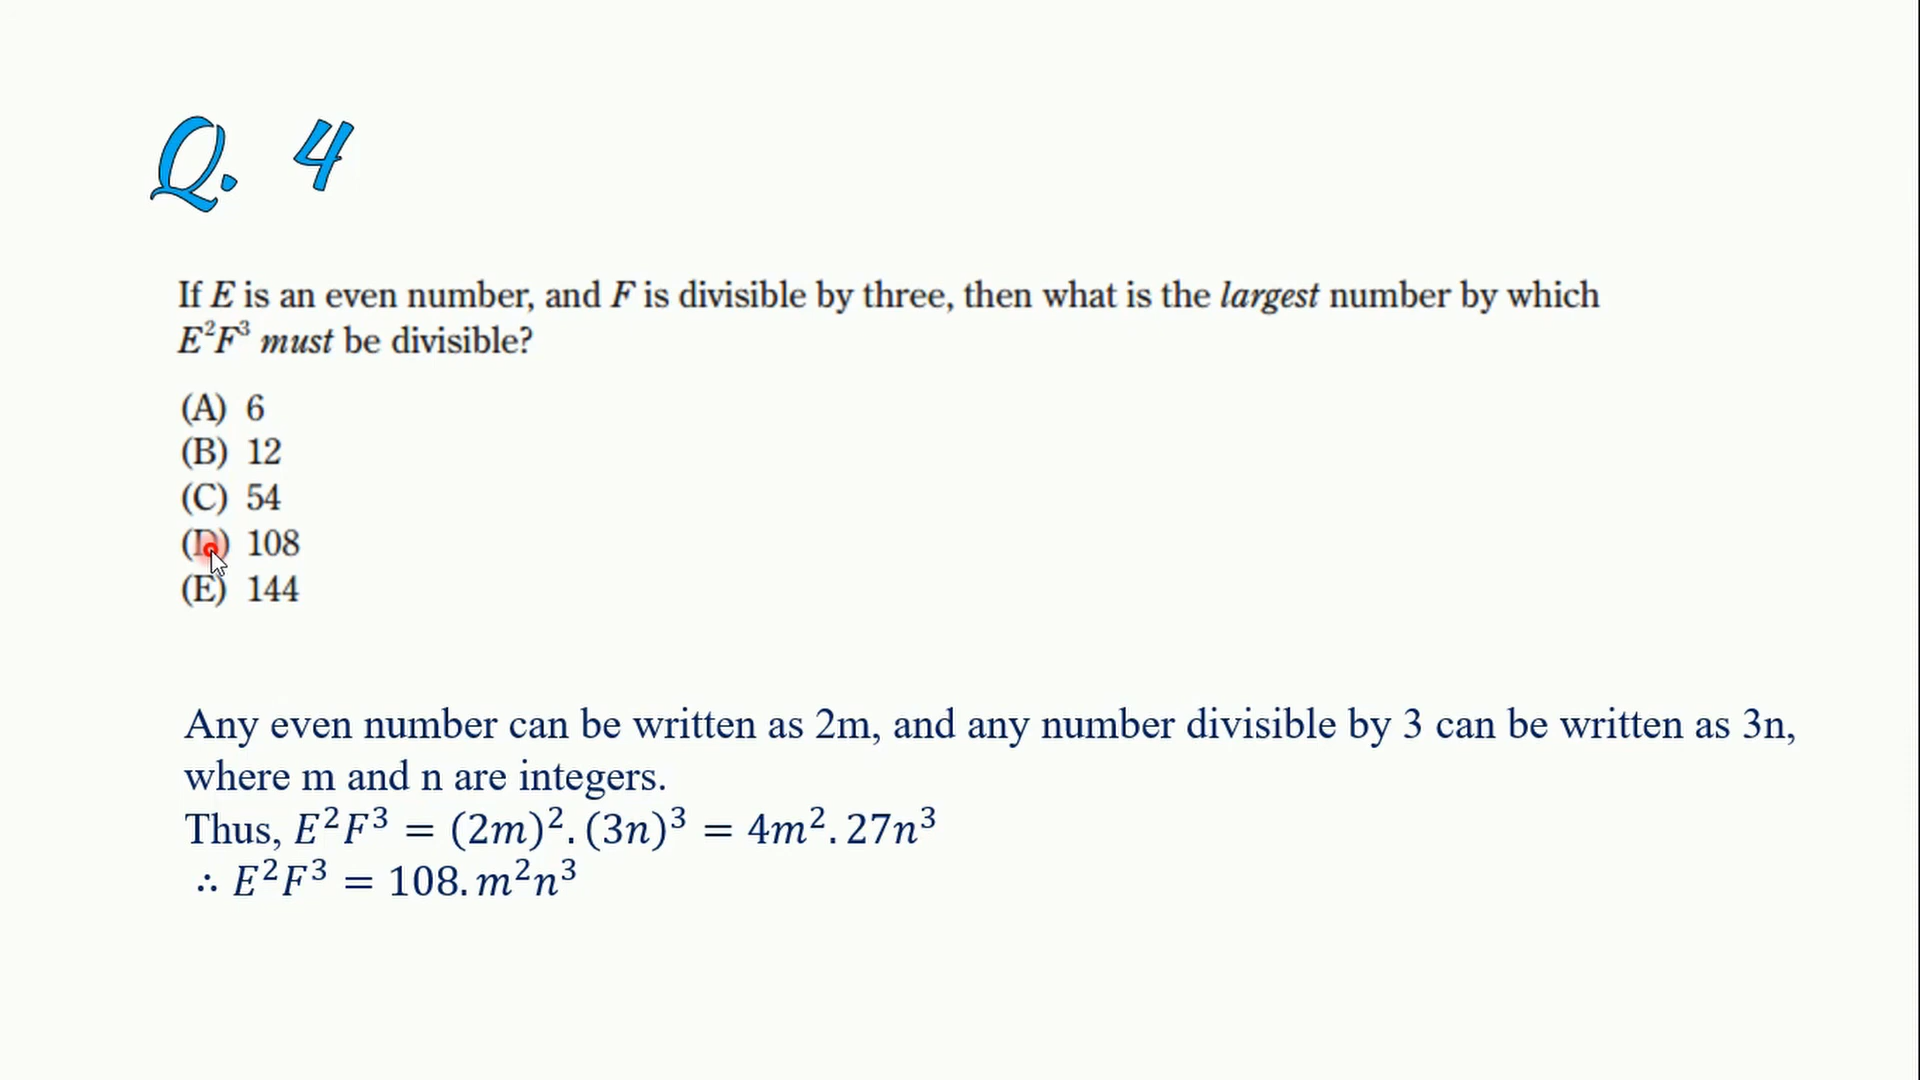 Q. 4
If E is an even number, and F is divisible by three, then what is the largest number by which
E²F³ must be divisible?
(A) 6
(B) 12
(C) 54
(D) 108
(E) 144
Any even number can be written as 2m, and any number divisible by 3 can be written as 3n,
where m and n are integers.
Thus, E²F³ = (2m)².(3n)³ = 4m².27n³
∴ E²F³ = 108.m²n³